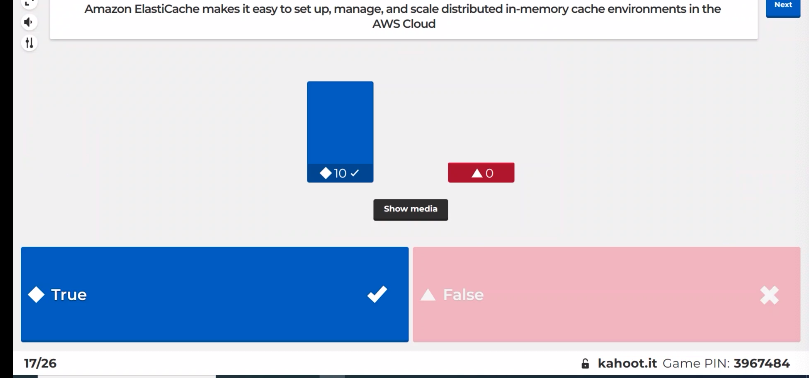 Amazon ElastiCache makes it easy to set up, manage, and scale distributed in-memory cache environments in the
AWS Cloud
Next
10
0
Show media
True
False
17/26
kahoot.it Game PIN: 3967484